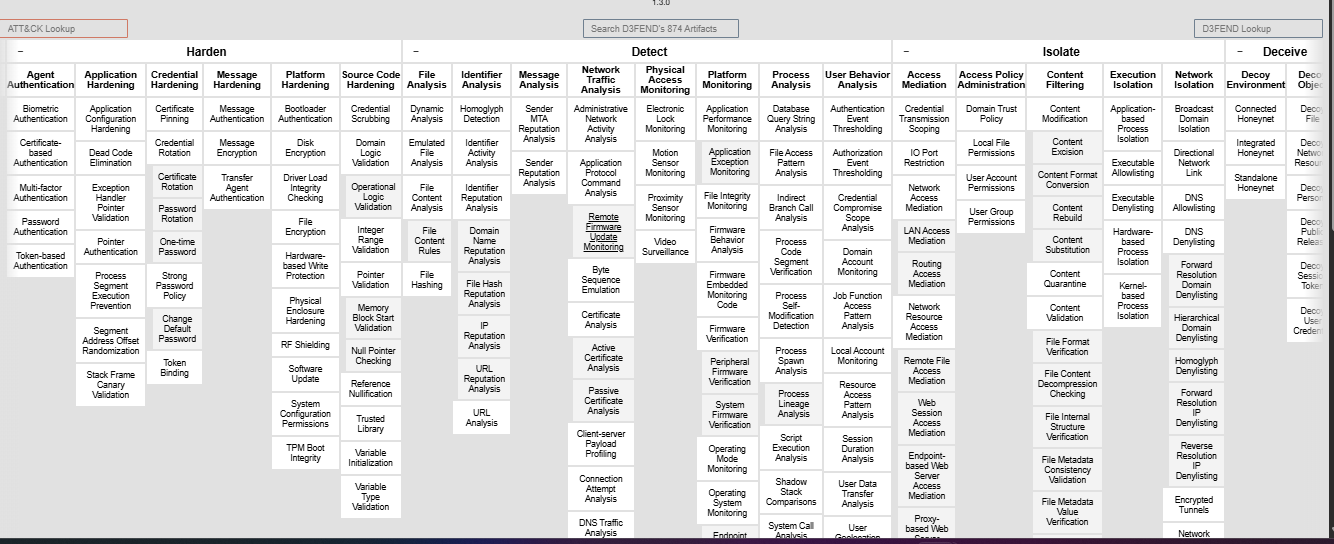 1.3.0
ATT&CK Lookup
Search D3FEND's 874 Artifacts
D3FEND Lookup
– Harden
– Detect
– Isolate
– Deceive
Agent
Authentication
Biometric
Authentication
Certificate-
based
Authentication
Multi-factor
Authentication
Password
Authentication
Token-based
Authentication
Application
Hardening
Application
Configuration
Hardening
Dead Code
Elimination
Exception
Handler
Pointer
Validation
Pointer
Authentication
Process
Segment
Execution
Prevention
Segment
Address Offset
Randomization
Stack Frame
Canary
Validation
Credential
Hardening
Certificate
Pinning
Credential
Rotation
Certificate
Rotation
Password
Rotation
One-time
Password
Strong
Password
Policy
Change
Default
Password
Token
Binding
Message
Hardening
Message
Authentication
Message
Encryption
Transfer
Agent
Authentication
Platform
Hardening
Bootloader
Authentication
Disk
Encryption
Driver Load
Integrity
Checking
File
Encryption
Hardware-
based Write
Protection
Physical
Enclosure
Hardening
RF Shielding
Software
Update
System
Configuration
Permissions
TPM Boot
Integrity
Source Code
Hardening
Credential
Scrubbing
Domain
Logic
Validation
Operational
Logic
Validation
Integer
Range
Validation
Pointer
Validation
Memory
Block Start
Validation
Null Pointer
Checking
Reference
Nullification
Trusted
Library
Variable
Initialization
Variable
Type
Validation
File
Analysis
Dynamic
Analysis
Emulated
File
Analysis
File
Content
Analysis
File
Content
Rules
File
Hashing
Identifier
Analysis
Homoglyph
Detection
Identifier
Activity
Analysis
Identifier
Reputation
Analysis
Domain
Name
Reputation
Analysis
File Hash
Reputation
Analysis
IP
Reputation
Analysis
URL
Reputation
Analysis
URL
Analysis
Message
Analysis
Sender
MTA
Reputation
Analysis
Sender
Reputation
Analysis
Network
Traffic
Analysis
Administrative
Network
Activity
Analysis
Application
Protocol
Command
Analysis
Remote
Firmware
Update
Monitoring
Byte
Sequence
Emulation
Certificate
Analysis
Active
Certificate
Analysis
Passive
Certificate
Analysis
Client-server
Payload
Profiling
Connection
Attempt
Analysis
DNS Traffic
Analysis
Physical
Access
Monitoring
Electronic
Lock
Monitoring
Motion
Sensor
Monitoring
Proximity
Sensor
Monitoring
Video
Surveillance
Platform
Monitoring
Application
Performance
Monitoring
Application
Exception
Monitoring
File Integrity
Monitoring
Firmware
Behavior
Analysis
Firmware
Embedded
Monitoring
Code
Firmware
Verification
Peripheral
Firmware
Verification
System
Firmware
Verification
Operating
Mode
Monitoring
Operating
System
Monitoring
Endpoint
Process
Analysis
Database
Query String
Analysis
File Access
Pattern
Analysis
Indirect
Branch Call
Analysis
Process
Code
Segment
Verification
Process
Self-
Modification
Detection
Process
Spawn
Analysis
Process
Lineage
Analysis
Script
Execution
Analysis
Shadow
Stack
Comparisons
System Call
Analysis
User Behavior
Analysis
Authentication
Event
Thresholding
Authorization
Event
Thresholding
Credential
Compromise
Scope
Analysis
Domain
Account
Monitoring
Job Function
Access
Pattern
Analysis
Local Account
Monitoring
Resource
Access
Pattern
Analysis
Session
Duration
Analysis
User Data
Transfer
Analysis
User
Geolocation
Access
Mediation
Credential
Transmission
Scoping
IO Port
Restriction
Network
Access
Mediation
LAN Access
Mediation
Routing
Access
Mediation
Network
Resource
Access
Mediation
Remote File
Access
Mediation
Web
Session
Access
Mediation
Endpoint-
based Web
Server
Access
Mediation
Proxy-
based Web
Server
Access Policy
Administration
Domain Trust
Policy
Local File
Permissions
User Account
Permissions
User Group
Permissions
Content
Filtering
Content
Modification
Content
Excision
Content Format
Conversion
Content
Rebuild
Content
Substitution
Content
Quarantine
Content
Validation
File Format
Verification
File Content
Decompression
Checking
File Internal
Structure
Verification
File Metadata
Consistency
Validation
File Metadata
Value
Verification
Execution
Isolation
Application-
based
Process
Isolation
Executable
Allowlisting
Executable
Denylisting
Hardware-
based
Process
Isolation
Kernel-
based
Process
Isolation
Network
Isolation
Broadcast
Domain
Isolation
Directional
Network
Link
DNS
Allowlisting
DNS
Denylisting
Forward
Resolution
Domain
Denylisting
Hierarchical
Domain
Denylisting
Homoglyph
Denylisting
Forward
Resolution
IP
Denylisting
Reverse
Resolution
IP
Denylisting
Encrypted
Tunnels
Network
Decoy
Environment
Connected
Honeynet
Integrated
Honeynet
Standalone
Honeynet